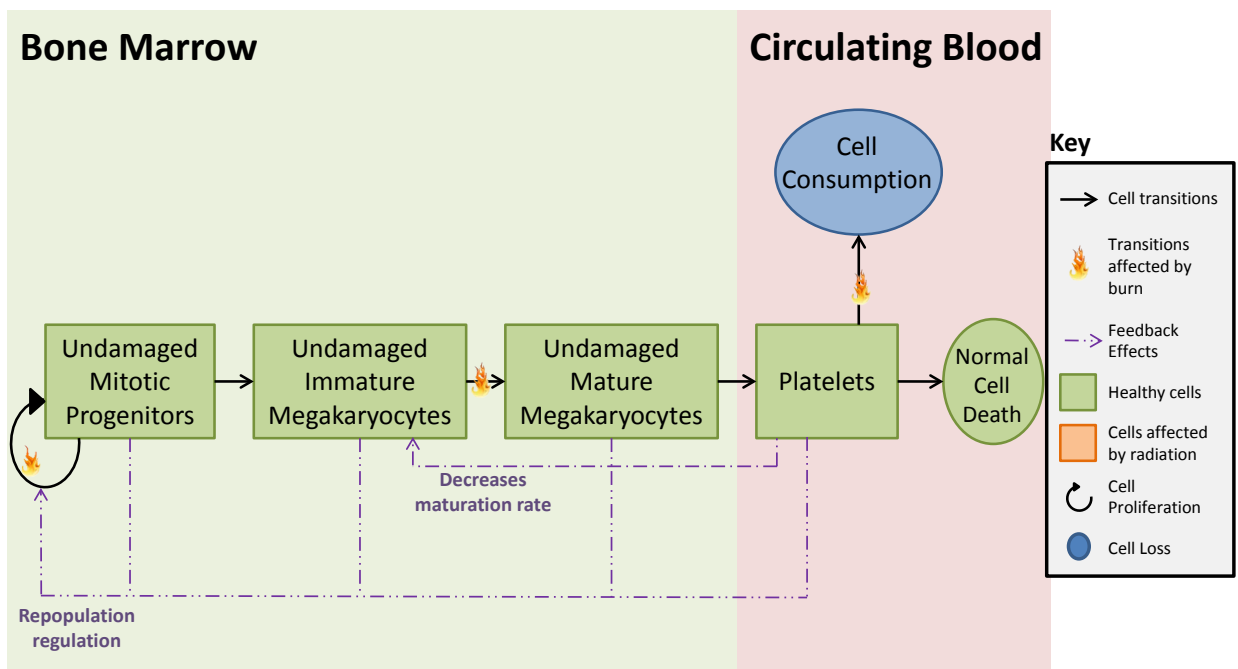 Bone Marrow
Circulating Blood
Cell
Consumption
Undamaged
Mitotic
Progenitors
Undamaged
Immature
Megakaryocytes
Undamaged
Mature
Megakaryocytes
Platelets
Normal
Cell
Death
Decreases
maturation rate
Repopulation
regulation
Key
Cell transitions
Transitions
affected by
burn
Feedback
Effects
Healthy cells
Cells affected
by radiation
Cell
Proliferation
Cell Loss